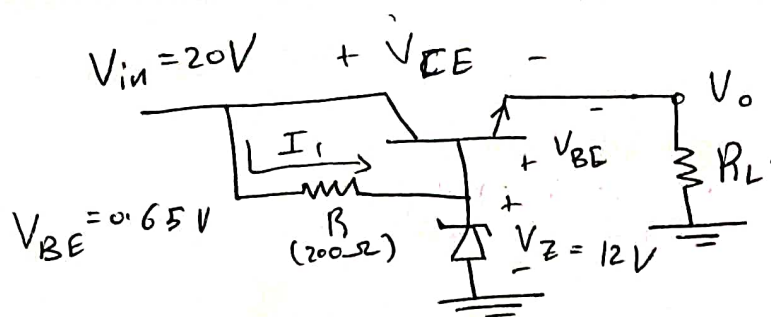 Vin = 20V + VCE -
Vo
I1
- 
+ VBE
RL
VBE = 0.65V
R
(200Ω)
+
VZ = 12V
-